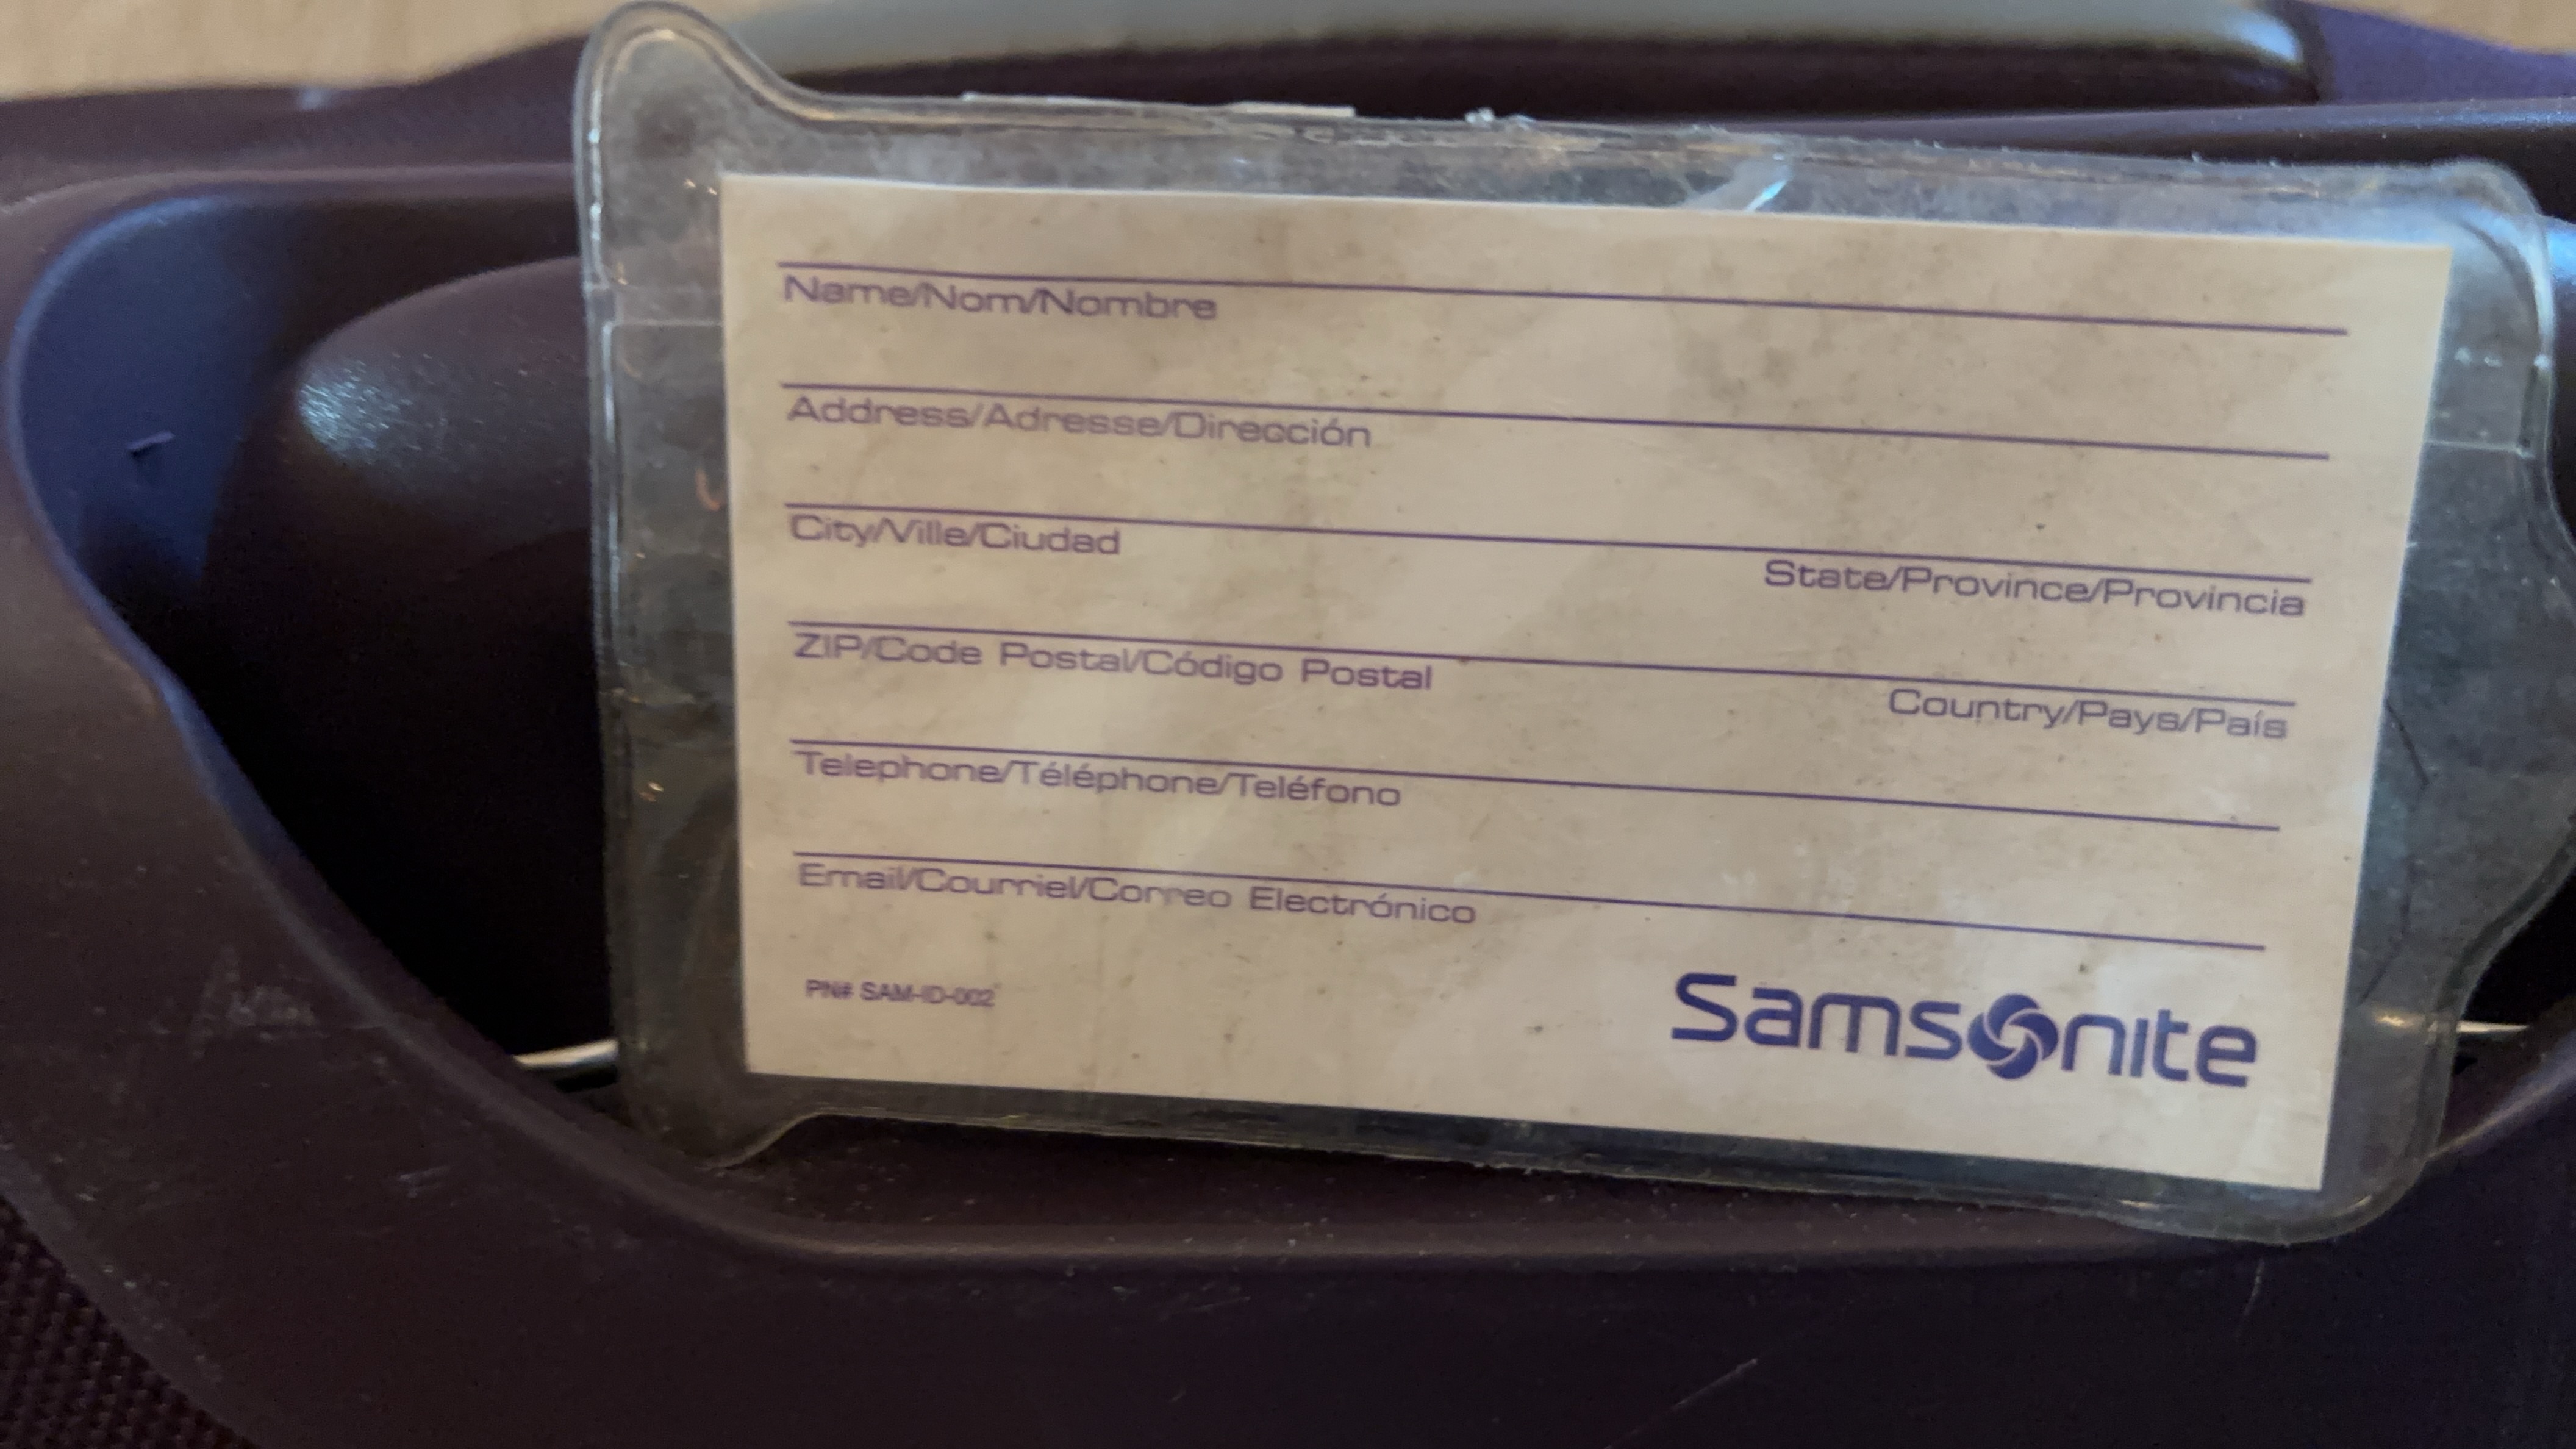 Name/Nom/Nombre
Address/Adresse/Dirección
City/Ville/Ciudad State/Province/Provincia
ZIP/Code Postal/Código Postal Country/Pays/País
Telephone/Téléphone/Teléfono
Email/Courriel/Correo Electrónico
PN# SAM-ID-002
Samsonite